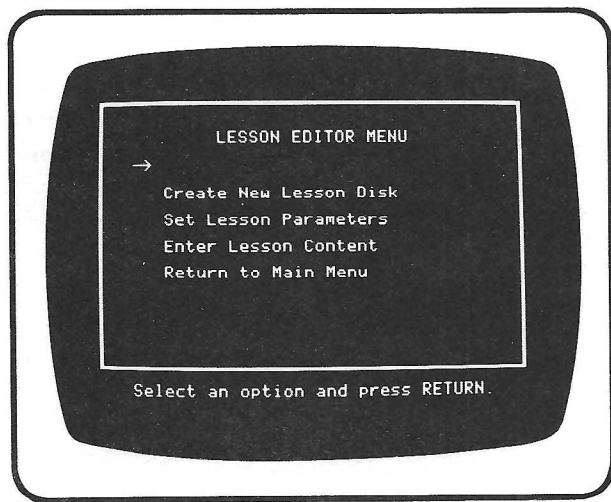 LESSON EDITOR MENU
→
Create New Lesson Disk
Set Lesson Parameters
Enter Lesson Content
Return to Main Menu
Select an option and press RETURN.